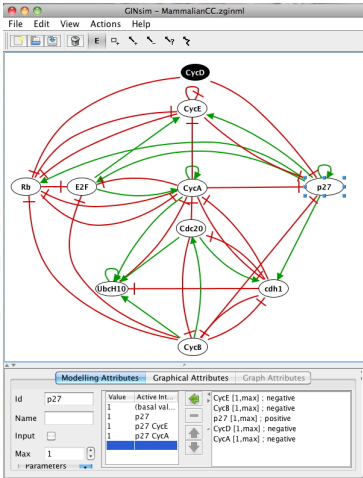 GINsim – MammalianCC.zginml
File Edit View Actions Help
E
CycD
CycE
Rb E2F CycA p27
Cdc20
UbcH10 cdh1
CycB
Modelling Attributes Graphical Attributes Graph Attributes
Id p27
Name
Input
Max 1
Parameters
Value Active Int...
1 (basal val...
1 p27
1 p27 CycE
1 p27 CycA
CycE [1,max] ; negative
CycB [1,max] ; negative
p27 [1,max] ; positive
CycD [1,max] ; negative
CycA [1,max] ; negative